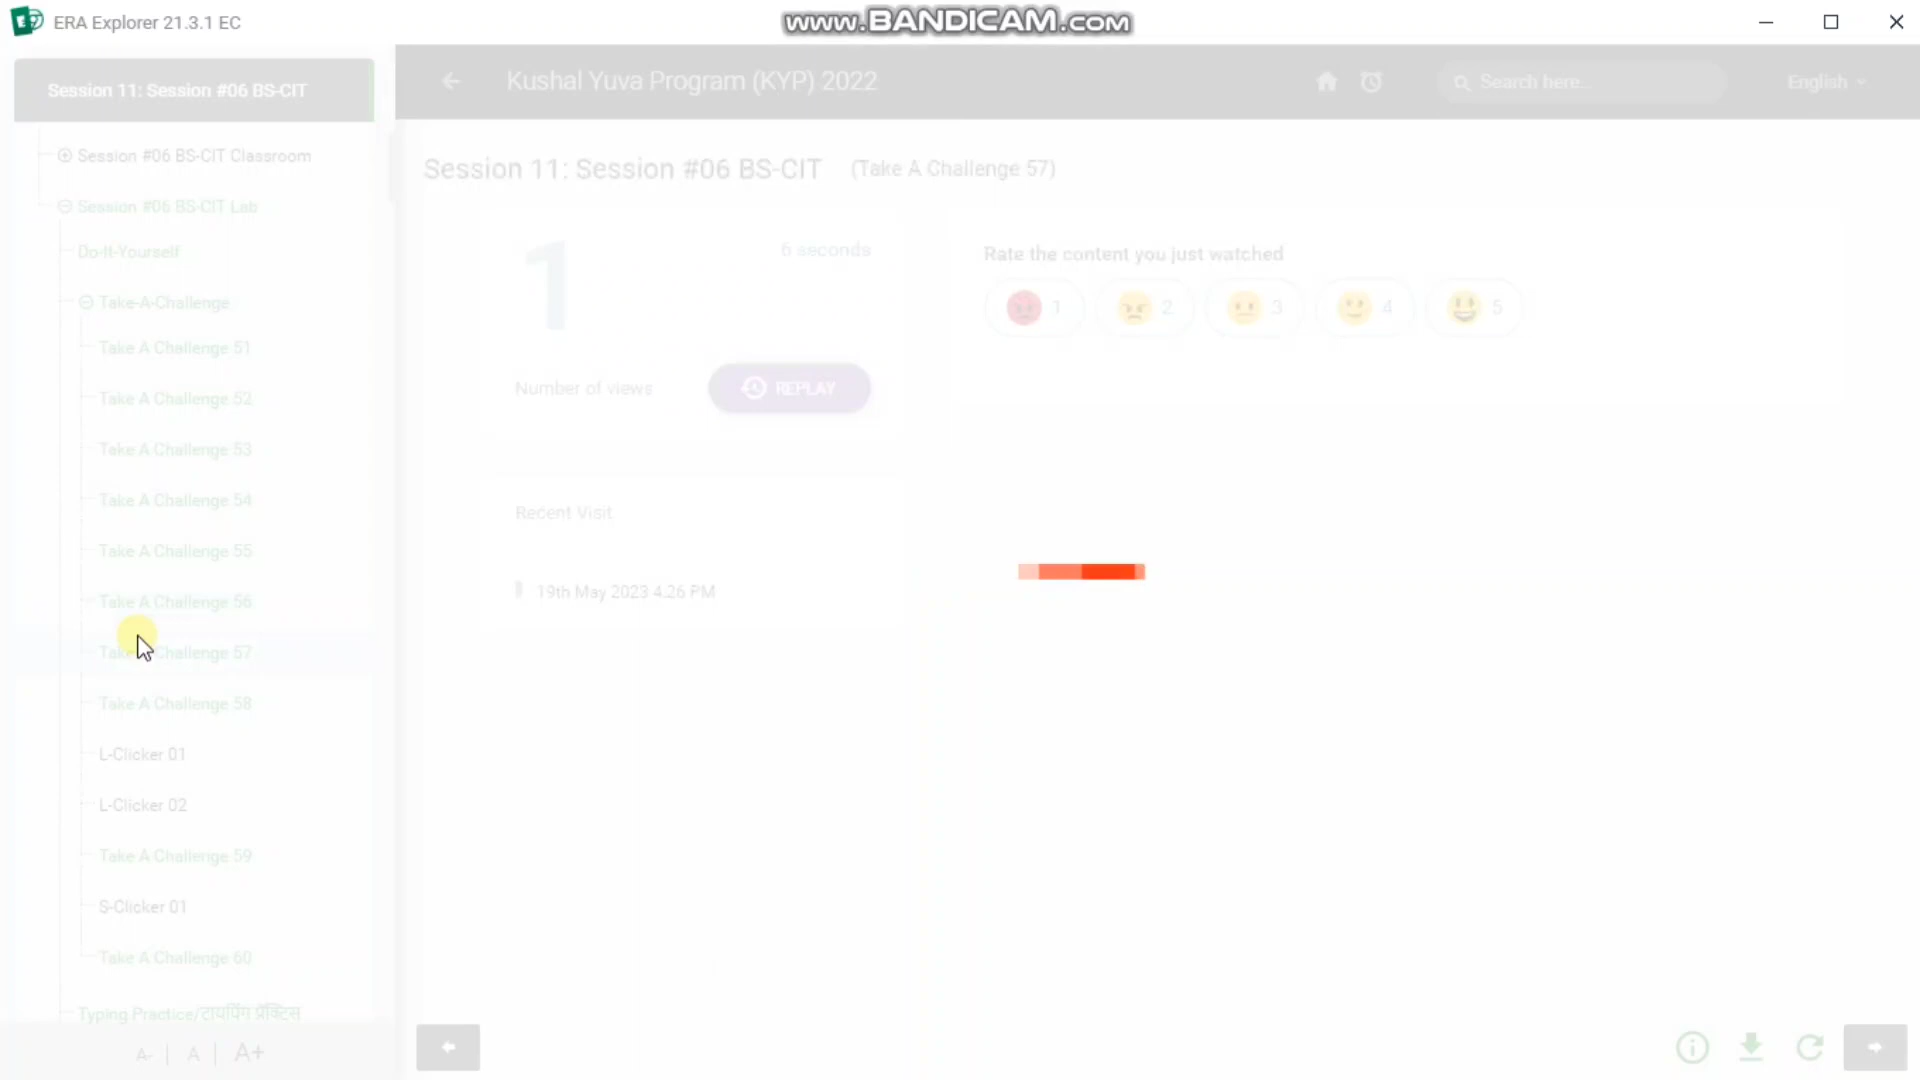 ERA Explorer 21.3.1 EC
www.BANDICAM.com
Session 11: Session #06 BS-CIT
Kushal Yuva Program (KYP) 2022
Search here...
English
Session #06 BS-CIT Classroom
Session #06 BS-CIT Lab
Do-It-Yourself
Take-A-Challenge
Take A Challenge 51
Take A Challenge 52
Take A Challenge 53
Take A Challenge 54
Take A Challenge 55
Take A Challenge 56
Take A Challenge 57
Take A Challenge 58
L-Clicker 01
L-Clicker 02
Take A Challenge 59
S-Clicker 01
Take A Challenge 60
Typing Practice/टायपिंग प्रॅक्टिस
A- | A | A+
Session 11: Session #06 BS-CIT (Take A Challenge 57)
1
6 seconds
Number of views
REPLAY
Rate the content you just watched
1 2 3 4 5
Recent Visit
19th May 2023 4.26 PM